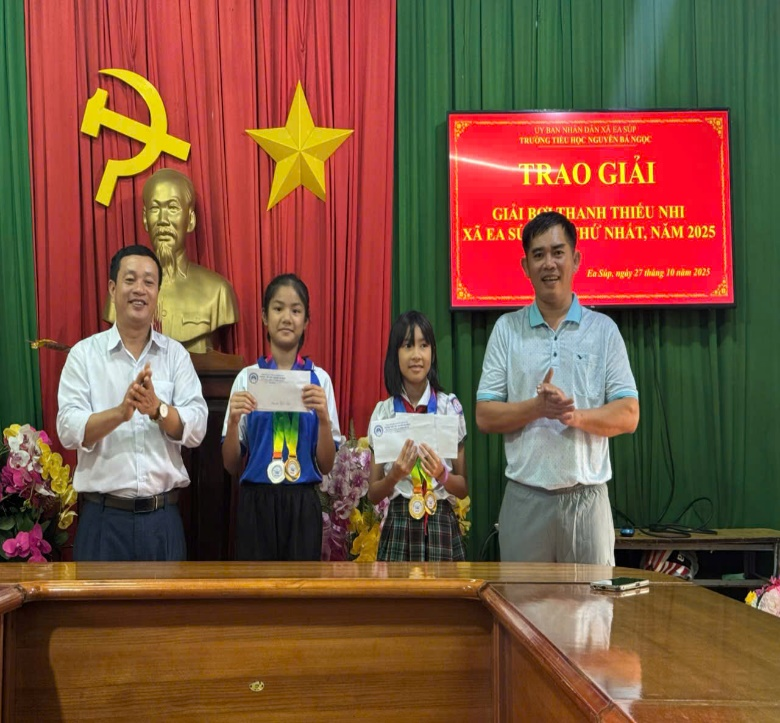 ỦY BAN NHÂN DÂN XÃ EA SÚP
TRƯỜNG TIỂU HỌC NGUYỄN BÁ NGỌC
TRAO GIẢI
GIẢI BƠI THANH THIẾU NHI
XÃ EA SÚ THỨ NHẤT, NĂM 2025
Ea Súp, ngày 27 tháng 10 năm 2025